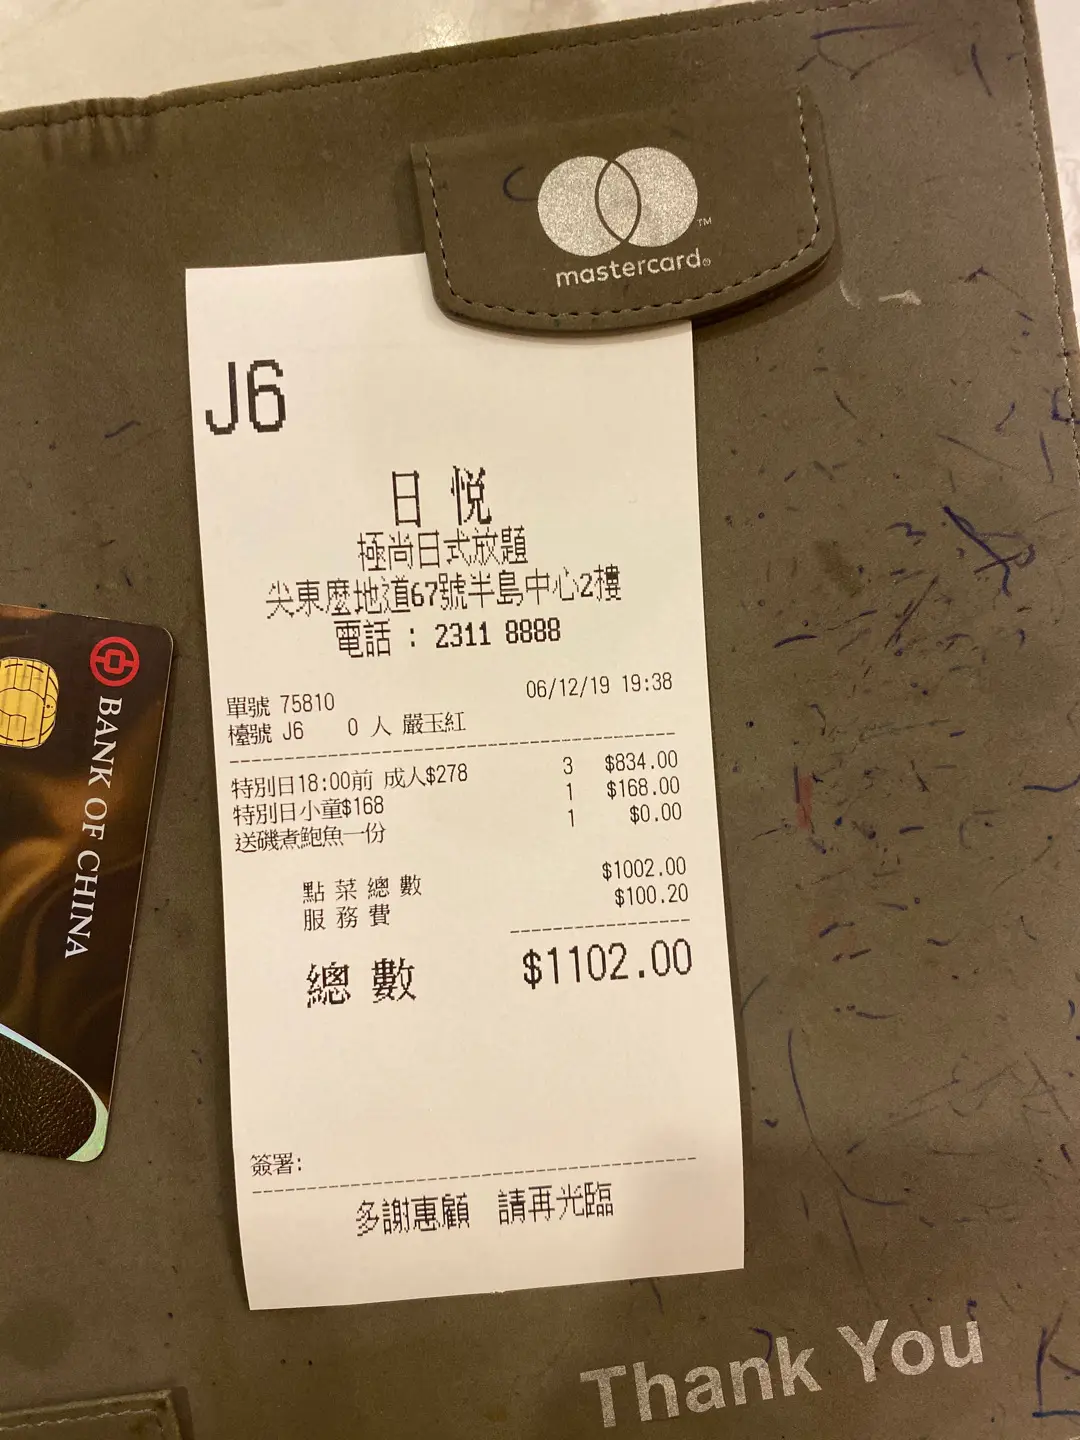 mastercard
J6
日悅
極尚日式放題
尖東麼地道67號半島中心2樓
電話 : 2311 8888
單號 75810 06/12/19 19:38
檯號 J6 0 人 嚴玉紅
特別日18:00前 成人$278 3 $834.00
特別日小童$168 1 $168.00
送磯煮鮑魚一份 1 $0.00
點菜總數 $1002.00
服務費 $100.20
總數 $1102.00
簽署:
多謝惠顧 請再光臨
BANK OF CHINA
Thank You